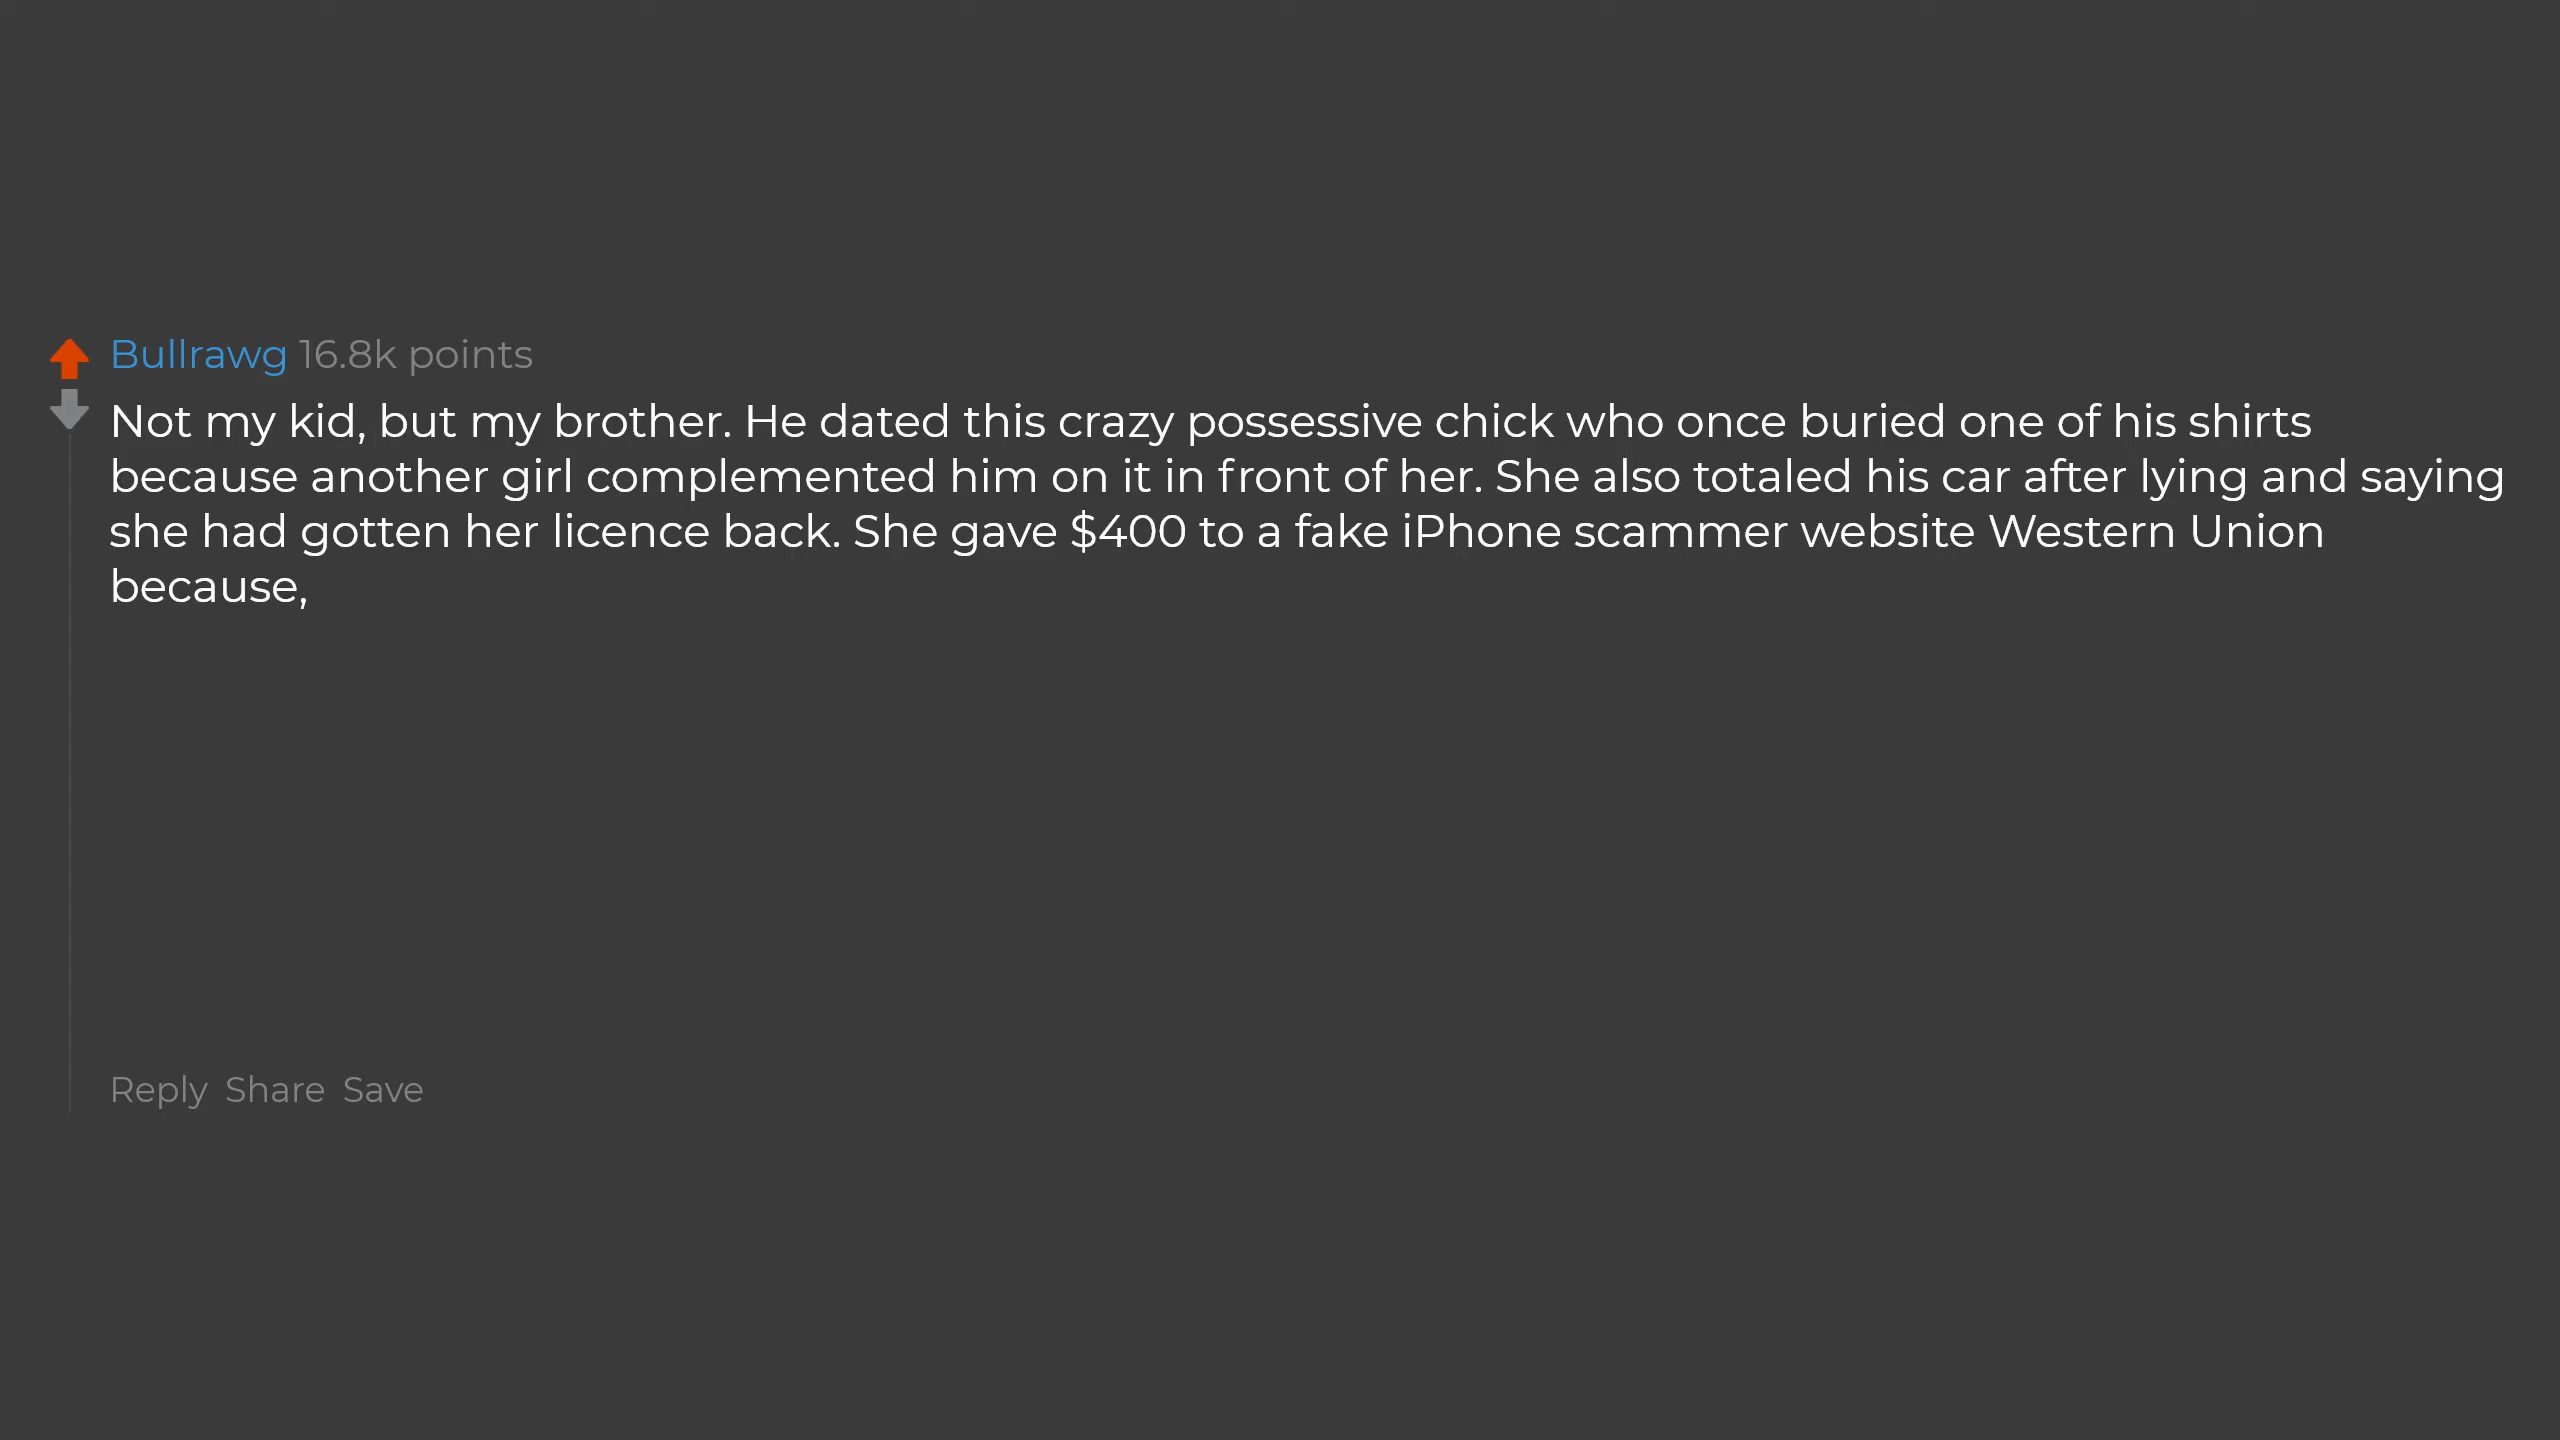 Bullrawg 16.8k points
Not my kid, but my brother. He dated this crazy possessive chick who once buried one of his shirts
because another girl complemented him on it in front of her. She also totaled his car after lying and saying
she had gotten her licence back. She gave $400 to a fake iPhone scammer website Western Union
because,
Reply Share Save